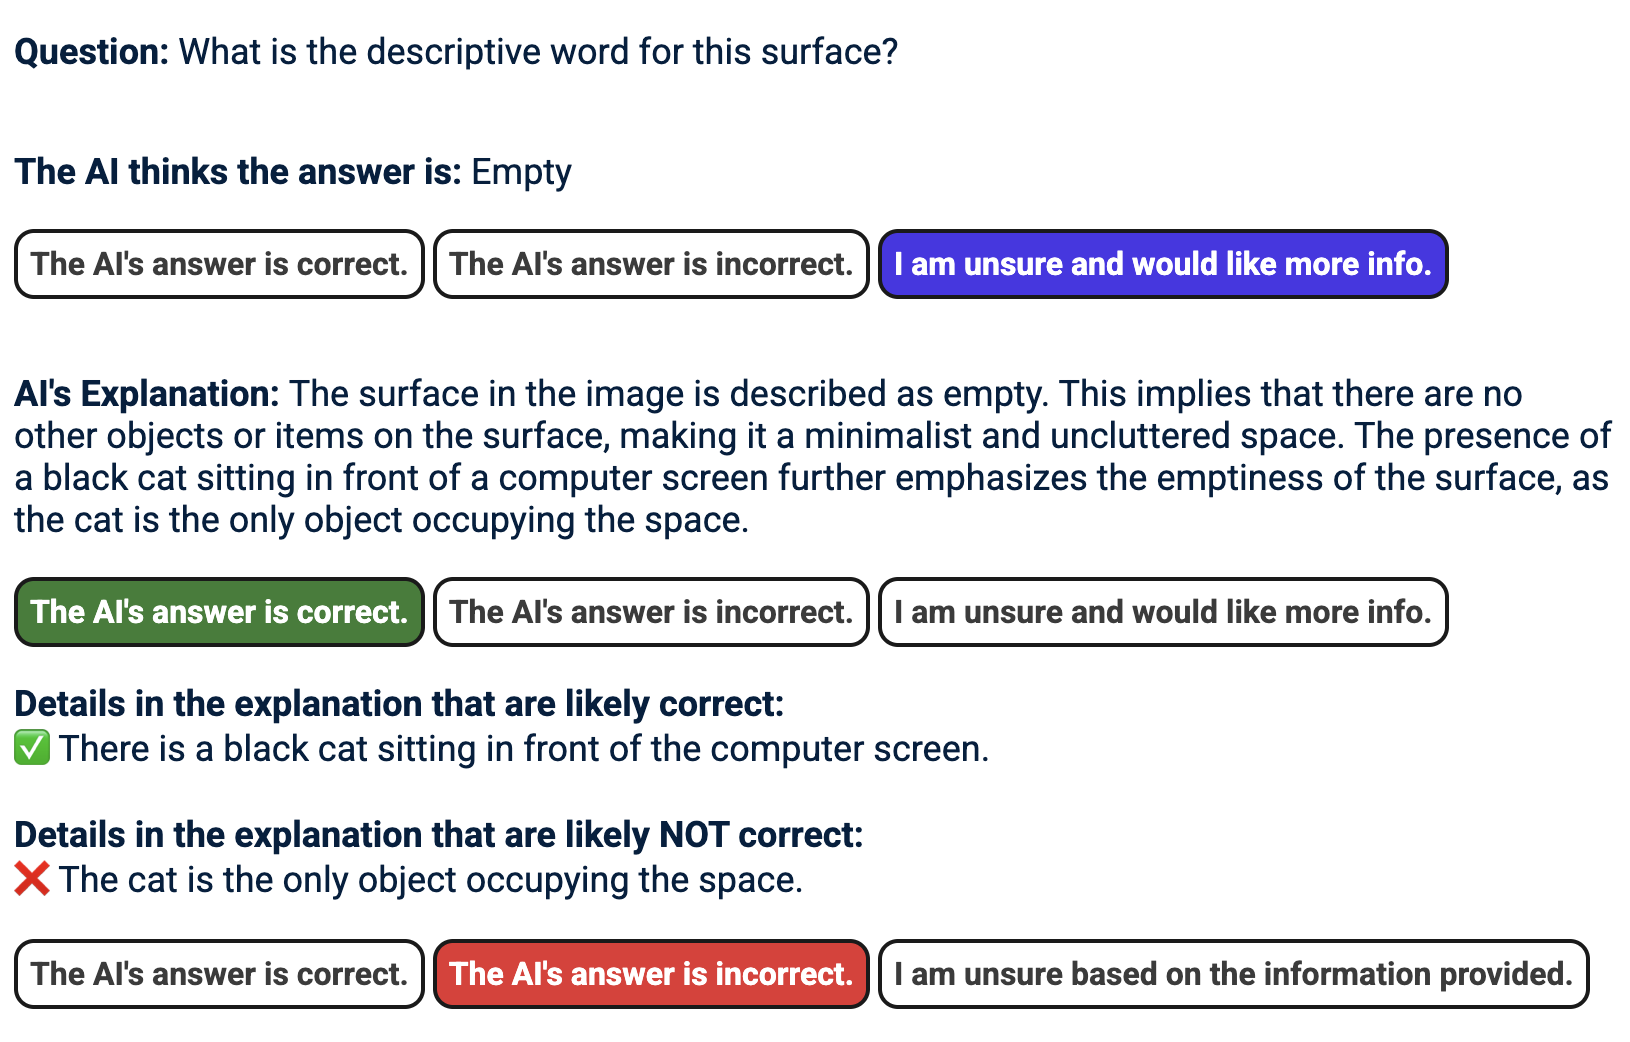 Question: What is the descriptive word for this surface?
The AI thinks the answer is: Empty
The AI's answer is correct. The AI's answer is incorrect. I am unsure and would like more info.
AI's Explanation: The surface in the image is described as empty. This implies that there are no
other objects or items on the surface, making it a minimalist and uncluttered space. The presence of
a black cat sitting in front of a computer screen further emphasizes the emptiness of the surface, as
the cat is the only object occupying the space.
The AI's answer is correct. The AI's answer is incorrect. I am unsure and would like more info.
Details in the explanation that are likely correct:
✅ There is a black cat sitting in front of the computer screen.
Details in the explanation that are likely NOT correct:
❌ The cat is the only object occupying the space.
The AI's answer is correct. The AI's answer is incorrect. I am unsure based on the information provided.